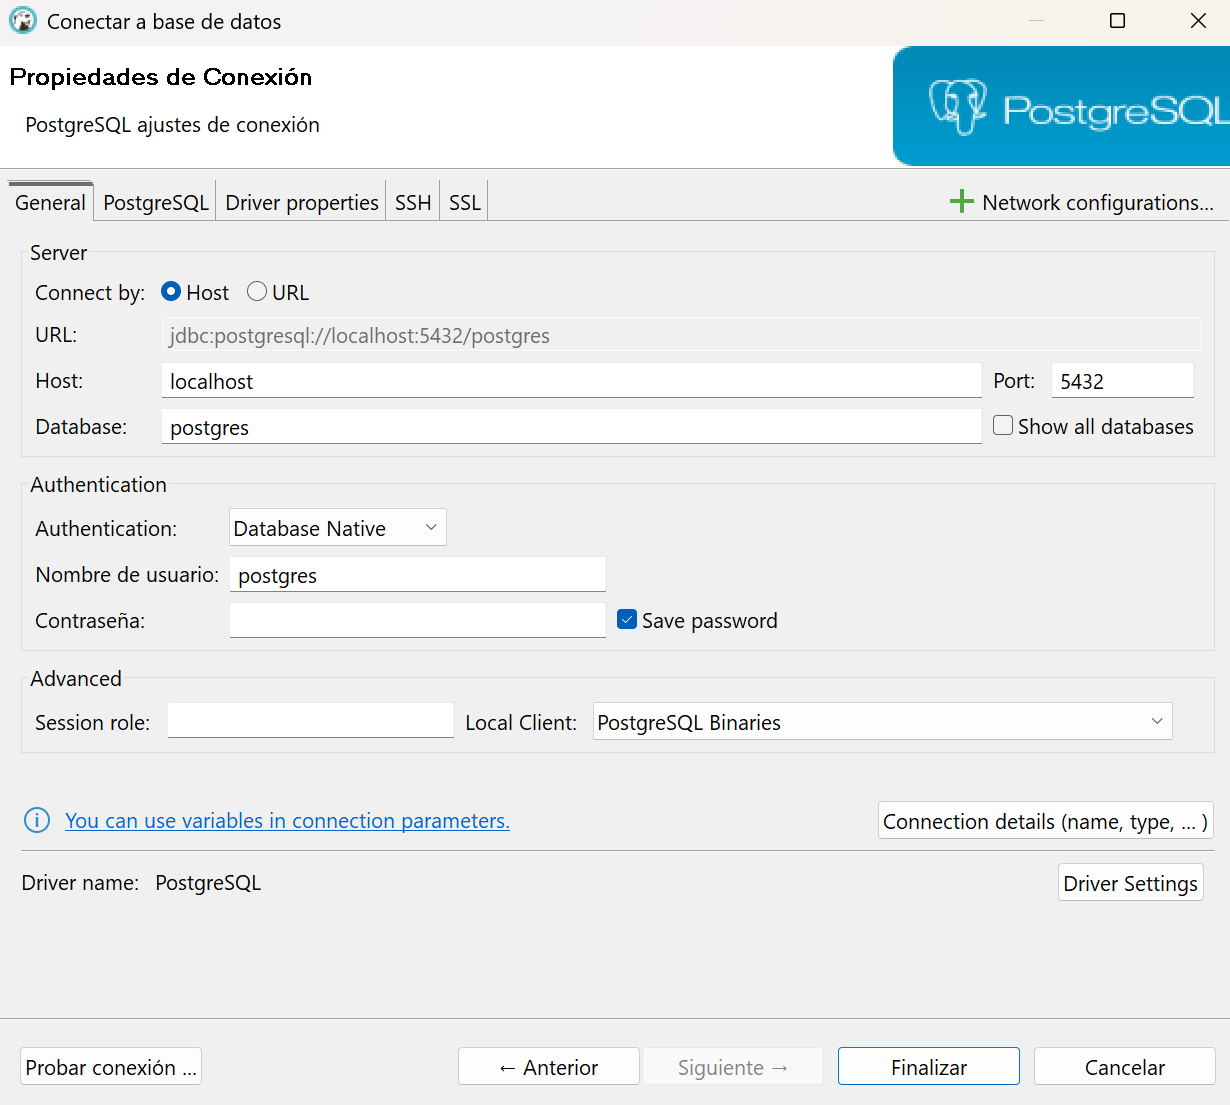 Conectar a base de datos
Propiedades de Conexión
PostgreSQL ajustes de conexión
PostgreSQL
General PostgreSQL Driver properties SSH SSL Network configurations...
Server
Connect by: Host URL
URL: jdbc:postgresql://localhost:5432/postgres
Host: localhost Port: 5432
Database: postgres Show all databases
Authentication
Authentication: Database Native
Nombre de usuario: postgres
Contraseña: Save password
Advanced
Session role: Local Client: PostgreSQL Binaries
You can use variables in connection parameters. Connection details (name, type, ... )
Driver name: PostgreSQL Driver Settings
Probar conexión ... ← Anterior Siguiente → Finalizar Cancelar